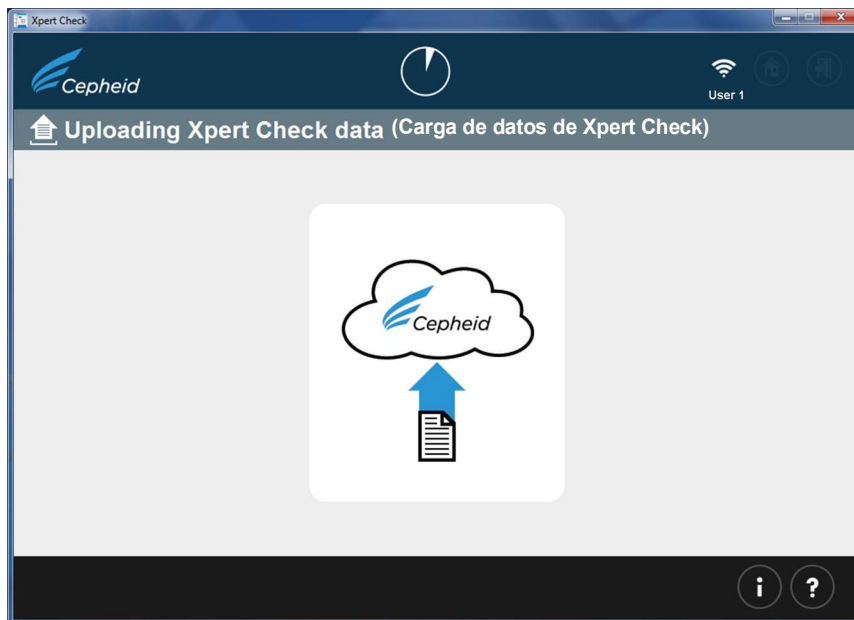 Xpert Check
Cepheid
User 1
Uploading Xpert Check data (Carga de datos de Xpert Check)
Cepheid
i ?